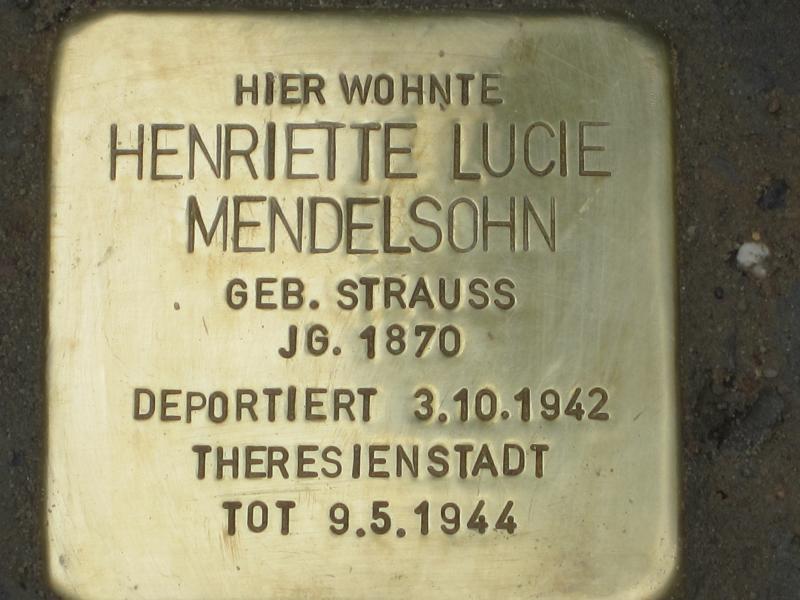 HIER WOHNTE
HENRIETTE LUCIE
MENDELSOHN
GEB. STRAUSS
JG. 1870
DEPORTIERT 3.10.1942
THERESIENSTADT
TOT 9.5.1944